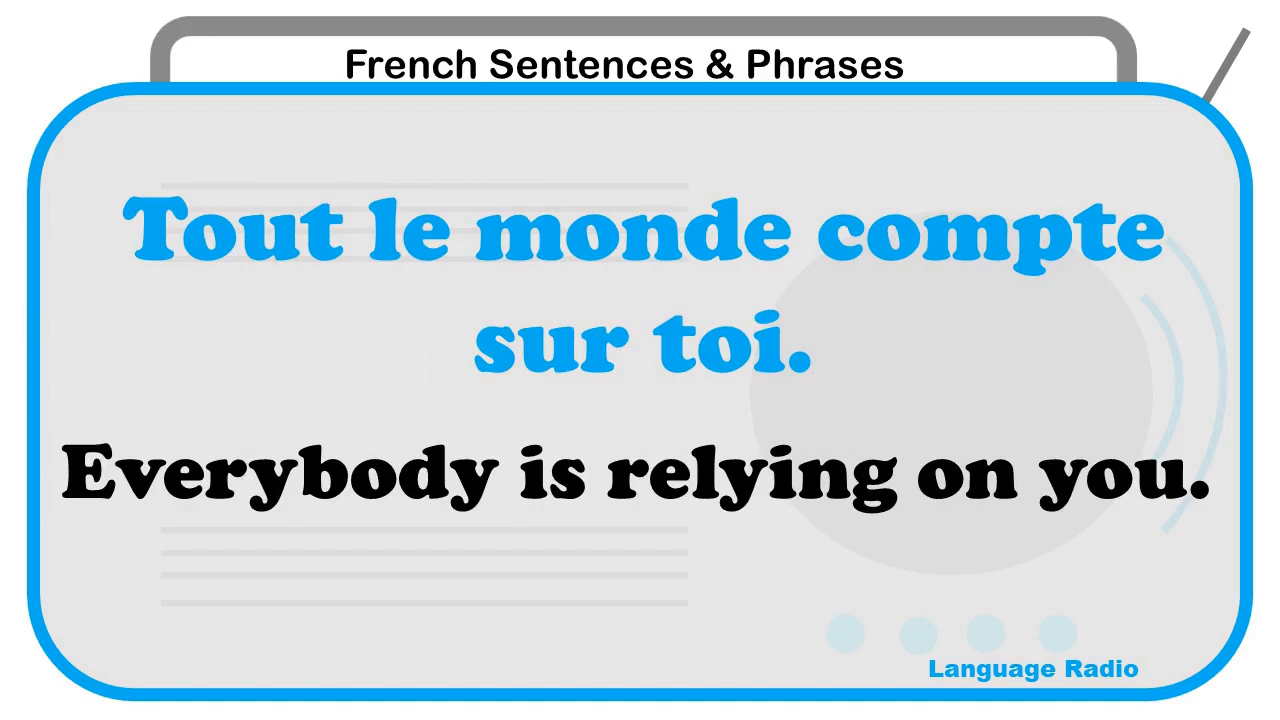 French Sentences & Phrases
Tout le monde compte
sur toi.
Everybody is relying on you.
Language Radio